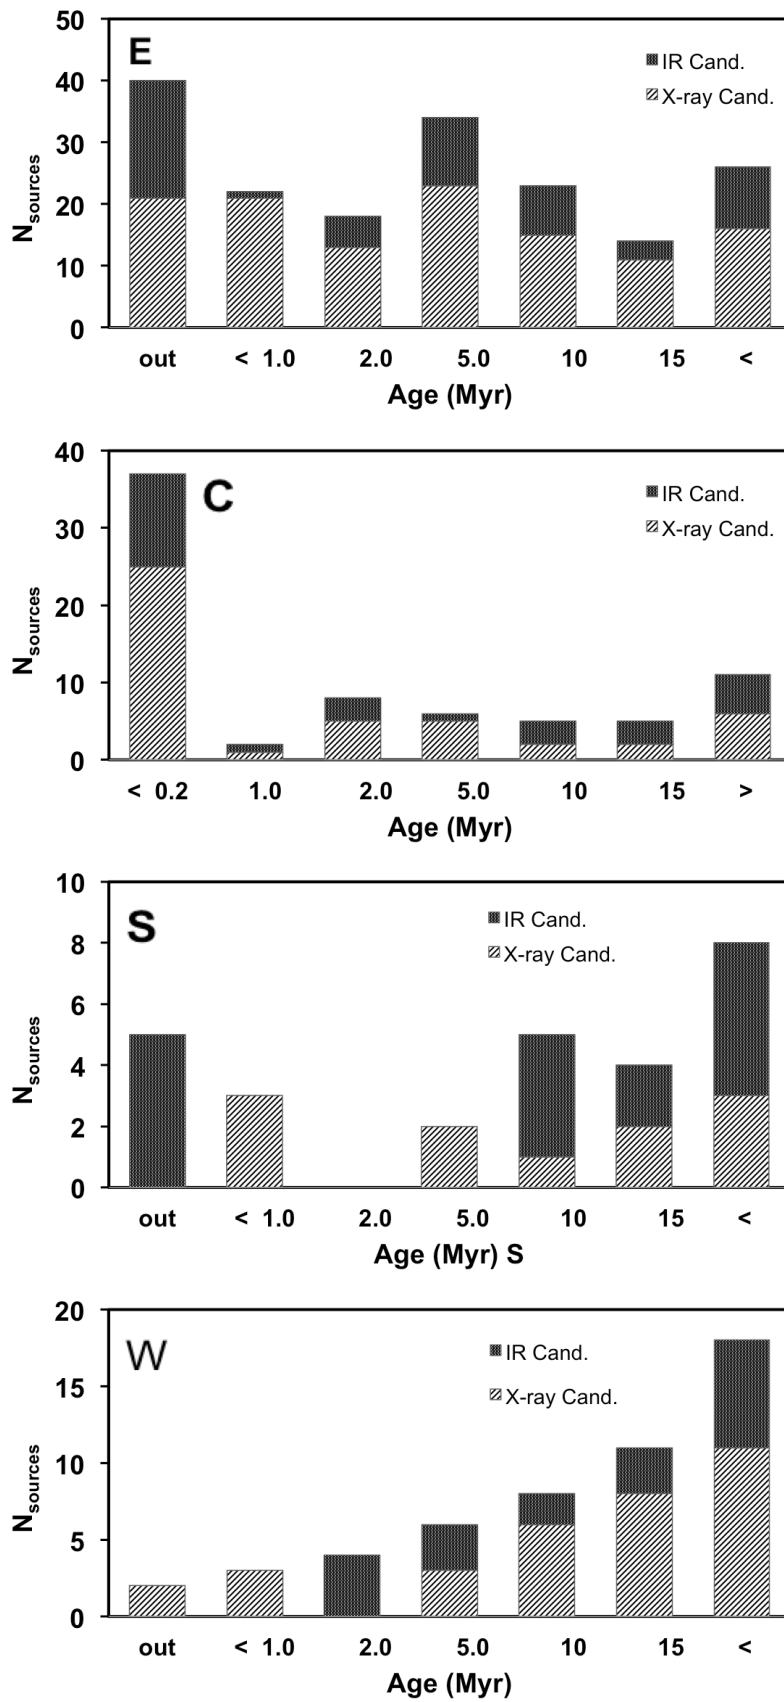 50
E
IR Cand.
40
X-ray Cand.
30
20
10
0
Nsources
out < 1.0 2.0 5.0 10 15 <
Age (Myr)
40
C
IR Cand.
X-ray Cand.
30
20
10
0
Nsources
< 0.2 1.0 2.0 5.0 10 15 >
Age (Myr)
10
S
IR Cand.
X-ray Cand.
8
6
4
2
0
Nsources
out < 1.0 2.0 5.0 10 15 <
Age (Myr) S
20
W
IR Cand.
X-ray Cand.
15
10
5
0
Nsources
out < 1.0 2.0 5.0 10 15 <
Age (Myr)